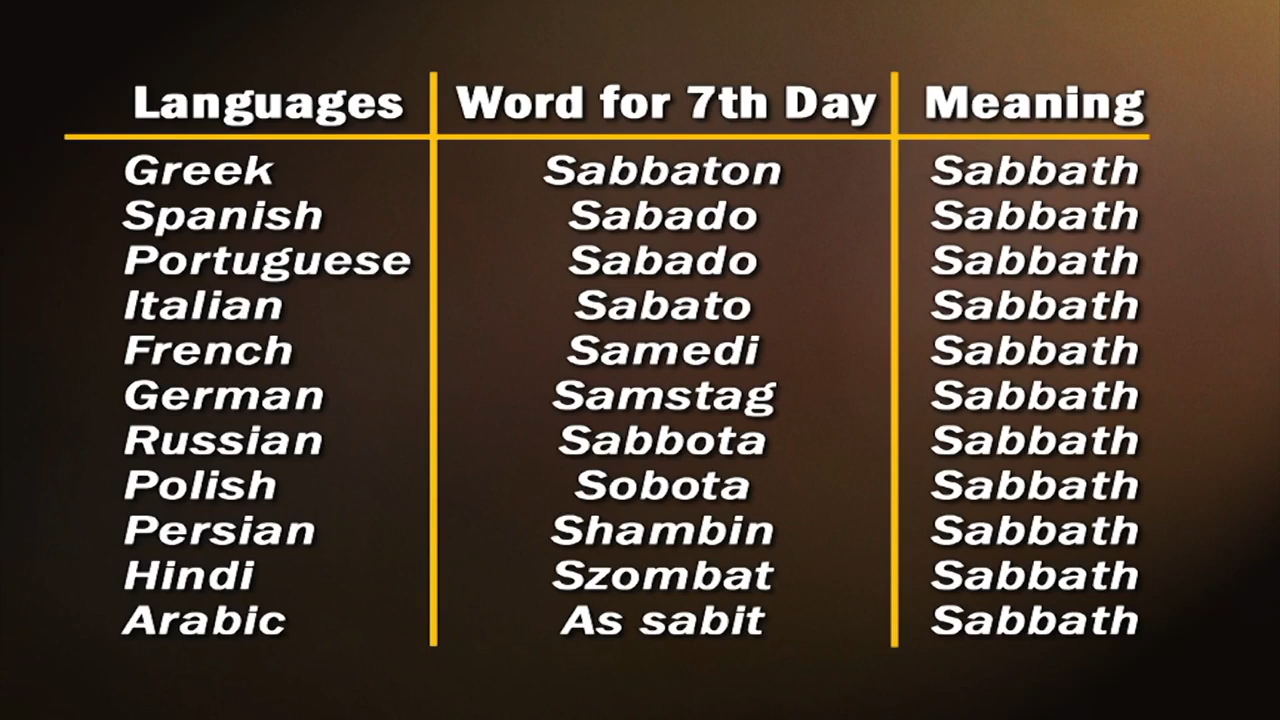 Languages Word for 7th Day Meaning
Greek Sabbaton Sabbath
Spanish Sabado Sabbath
Portuguese Sabado Sabbath
Italian Sabato Sabbath
French Samedi Sabbath
German Samstag Sabbath
Russian Sabbota Sabbath
Polish Sobota Sabbath
Persian Shambin Sabbath
Hindi Szombat Sabbath
Arabic As sabit Sabbath